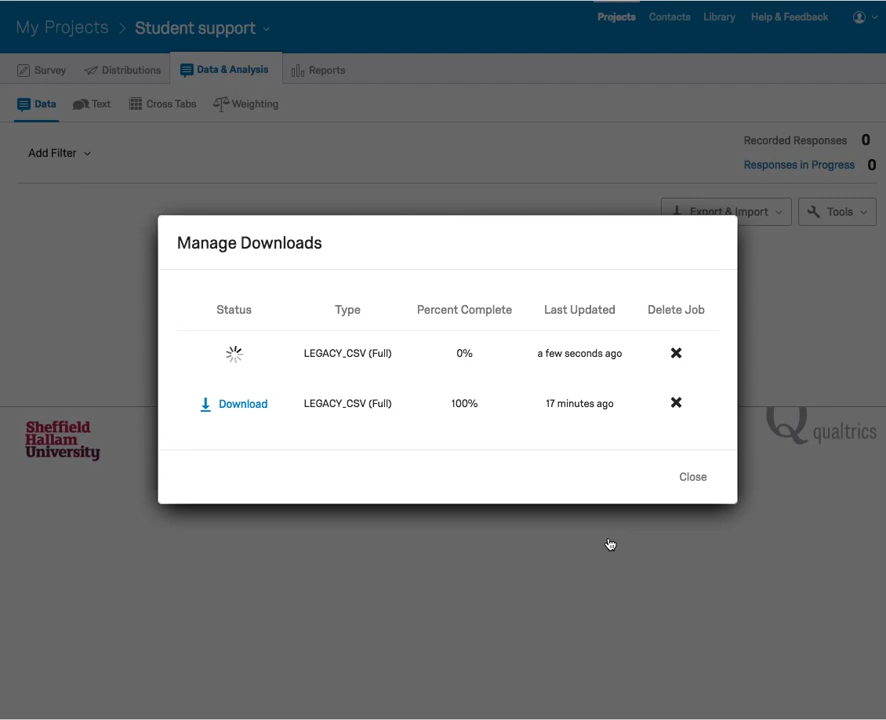 My Projects > Student support
Projects Contacts Library Help & Feedback
Survey Distributions Data & Analysis Reports
Data Text Cross Tabs Weighting
Add Filter
Recorded Responses 0
Responses in Progress 0
Export & Import Tools
Manage Downloads
Status Type Percent Complete Last Updated Delete Job
LEGACY_CSV (Full) 0% a few seconds ago
Download LEGACY_CSV (Full) 100% 17 minutes ago
Close
Sheffield
Hallam
University
qualtrics